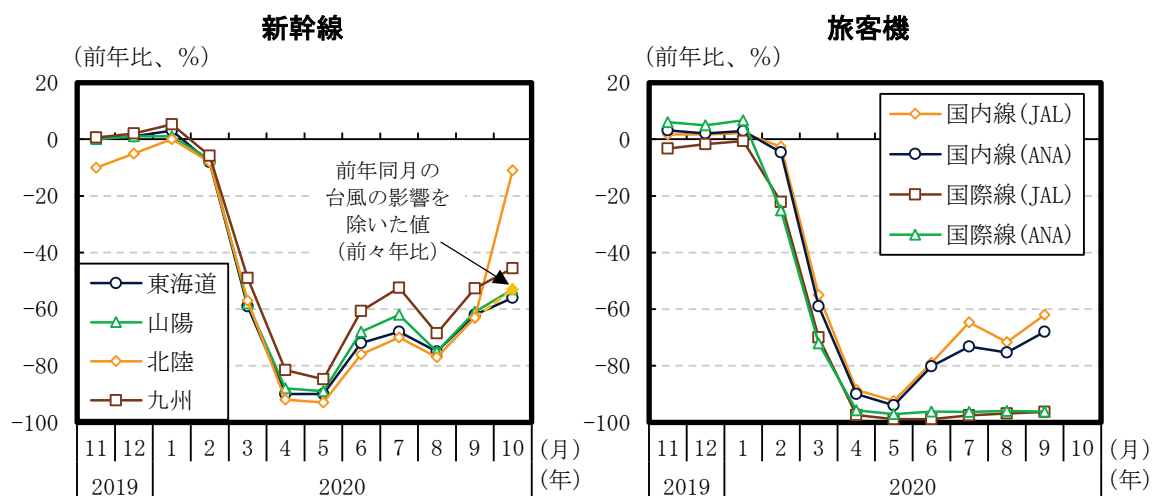 新幹線
(前年比、%)
20
0
−20
−40
−60
−80
−100
前年同月の
台風の影響を
除いた値
(前々年比)
東海道
山陽
北陸
九州
11 12 1 2 3 4 5 6 7 8 9 10 (月)
2019 2020 (年)
旅客機
(前年比、%)
20
0
−20
−40
−60
−80
−100
国内線(JAL)
国内線(ANA)
国際線(JAL)
国際線(ANA)
11 12 1 2 3 4 5 6 7 8 9 10 (月)
2019 2020 (年)